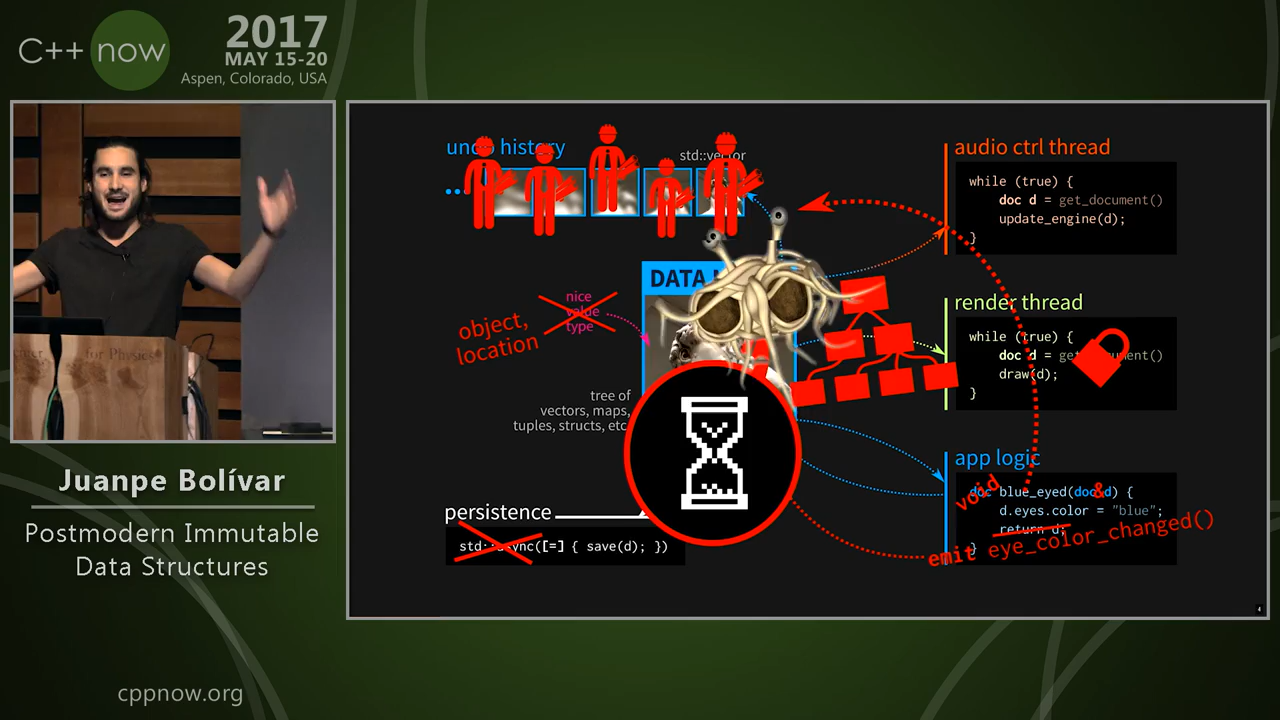 C++ now
2017
MAY 15-20
Aspen, Colorado, USA
for Physics
Juanpe Bolívar
Postmodern Immutable
Data Structures
cppnow.org
undo history
std::vector
...
DATA
nice
value
type
object,
location
tree of
vectors, maps,
tuples, structs, etc
persistence
std::async([=] { save(d); })
audio ctrl thread
while (true) {
doc d = get_document()
update_engine(d);
}
render thread
while (true) {
doc d = get_document()
draw(d);
}
app logic
void
doc blue_eyed(doc& d) {
d.eyes.color = "blue";
return d;
}
emit eye_color_changed()
4